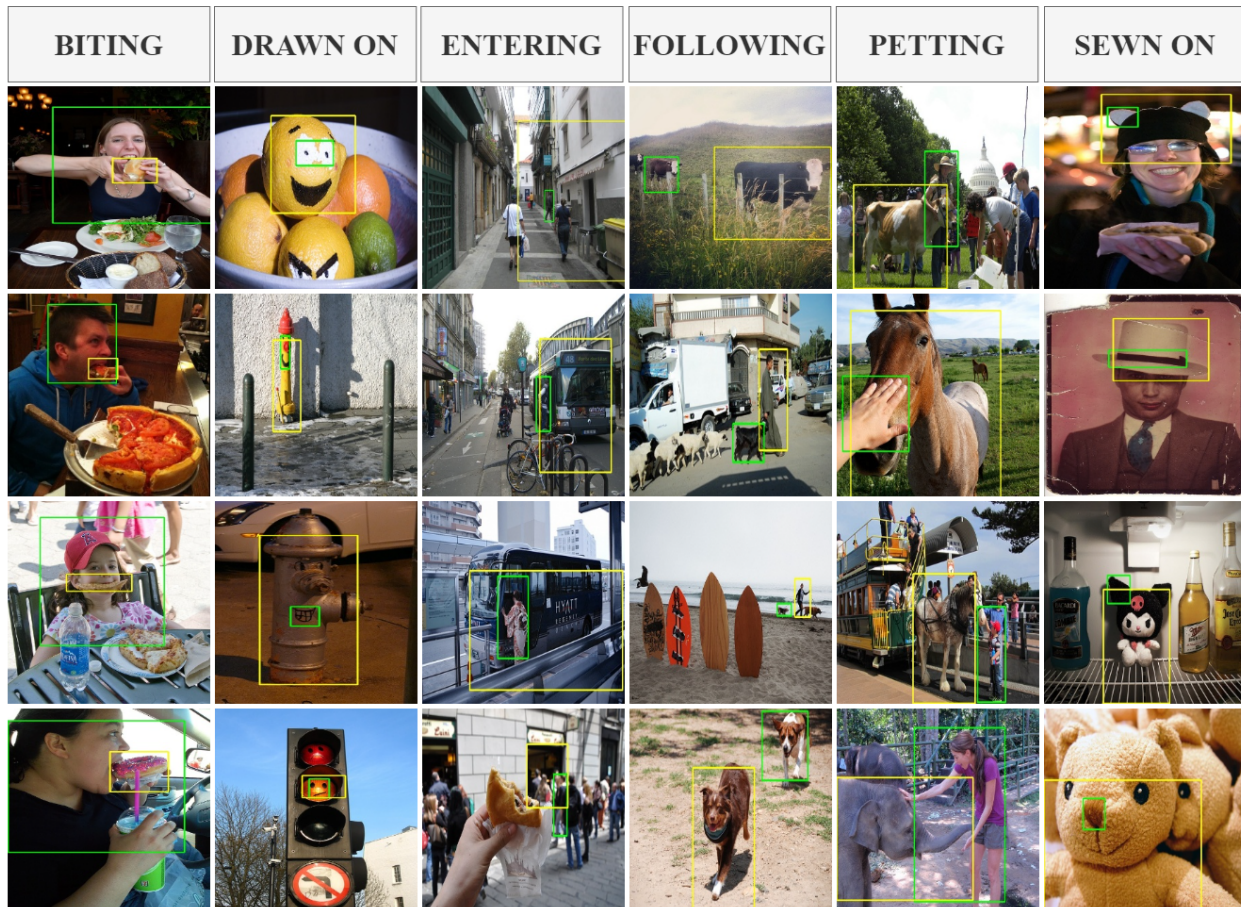 BITING
DRAWN ON
ENTERING
FOLLOWING
PETTING
SEWN ON
HYATT